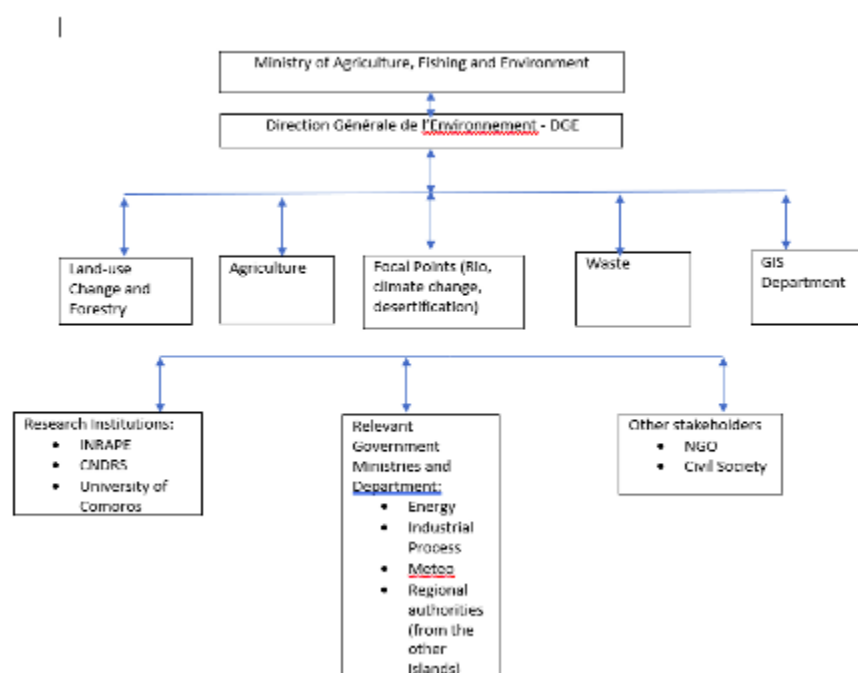 Ministry of Agriculture, Fishing and Environment
Direction Générale de l'Environnement - DGE
Land-use
Change and
Forestry
Agriculture
Focal Points (Rio,
climate change,
desertification)
Waste
GIS
Department
Research Institutions:
• INRAPE
• CNDRS
• University of
Comoros
Relevant
Government
Ministries and
Department:
• Energy
• Industrial
Process
• Meteo
• Regional
authorities
(from the
other
Islands)
Other stakeholders
• NGO
• Civil Society